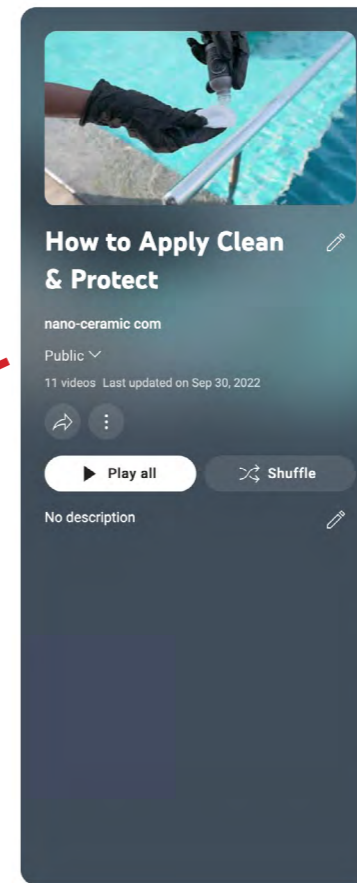 How to Apply Clean
& Protect
nano-ceramic com
Public
11 videos Last updated on Sep 30, 2022
Play all
Shuffle
No description